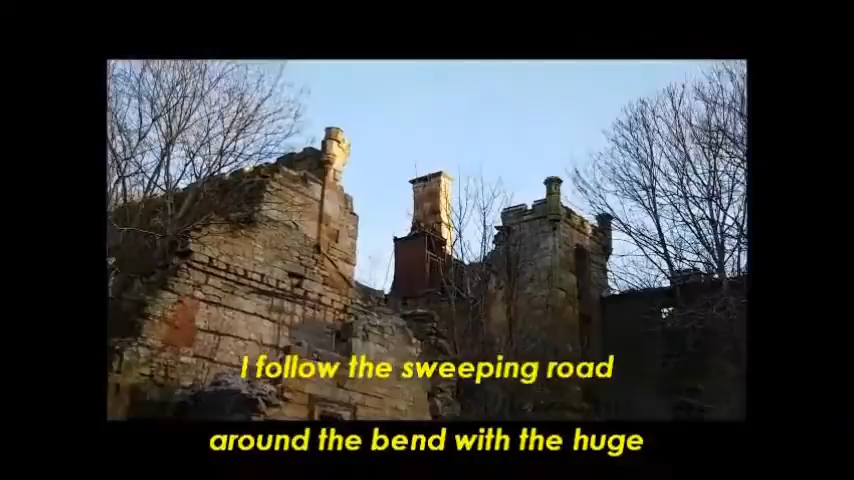 I follow the sweeping road
around the bend with the huge